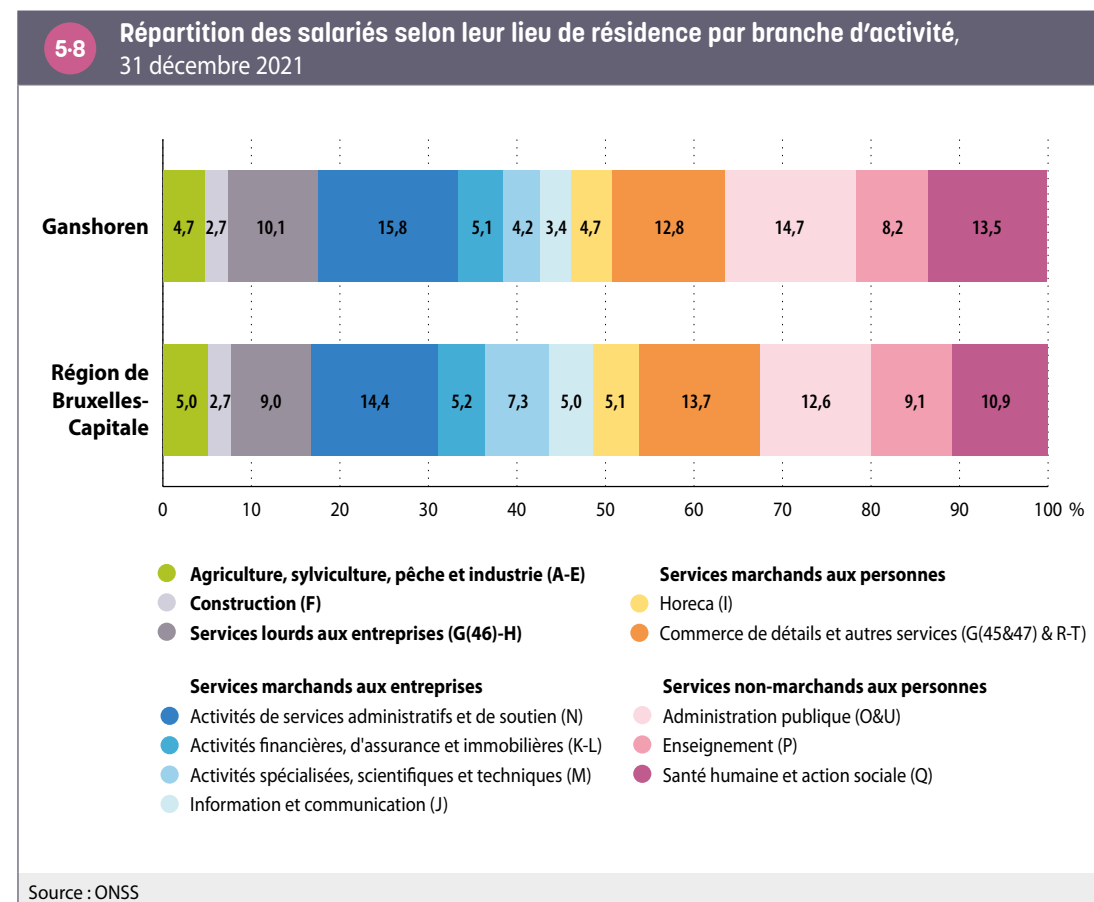 5·8
Répartition des salariés selon leur lieu de résidence par branche d'activité,
31 décembre 2021
Ganshoren
4,7 2,7 10,1 15,8 5,1 4,2 3,4 4,7 12,8 14,7 8,2 13,5
Région de
Bruxelles-
Capitale
5,0 2,7 9,0 14,4 5,2 7,3 5,0 5,1 13,7 12,6 9,1 10,9
0 10 20 30 40 50 60 70 80 90 100 %
Agriculture, sylviculture, pêche et industrie (A-E)
Construction (F)
Services lourds aux entreprises (G(46)-H)
Services marchands aux entreprises
Activités de services administratifs et de soutien (N)
Activités financières, d'assurance et immobilières (K-L)
Activités spécialisées, scientifiques et techniques (M)
Information et communication (J)
Services marchands aux personnes
Horeca (I)
Commerce de détails et autres services (G(45&47) & R-T)
Services non-marchands aux personnes
Administration publique (O&U)
Enseignement (P)
Santé humaine et action sociale (Q)
Source : ONSS